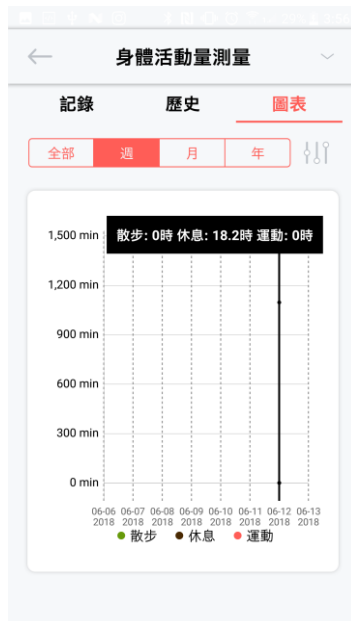 身體活動量測量
記錄 歷史 圖表
全部 週 月 年
散步: 0時 休息: 18.2時 運動: 0時
1,500 min
1,200 min
900 min
600 min
300 min
0 min
06-06 06-07 06-08 06-09 06-10 06-11 06-12 06-13
2018 2018 2018 2018 2018 2018 2018 2018
散步 休息 運動